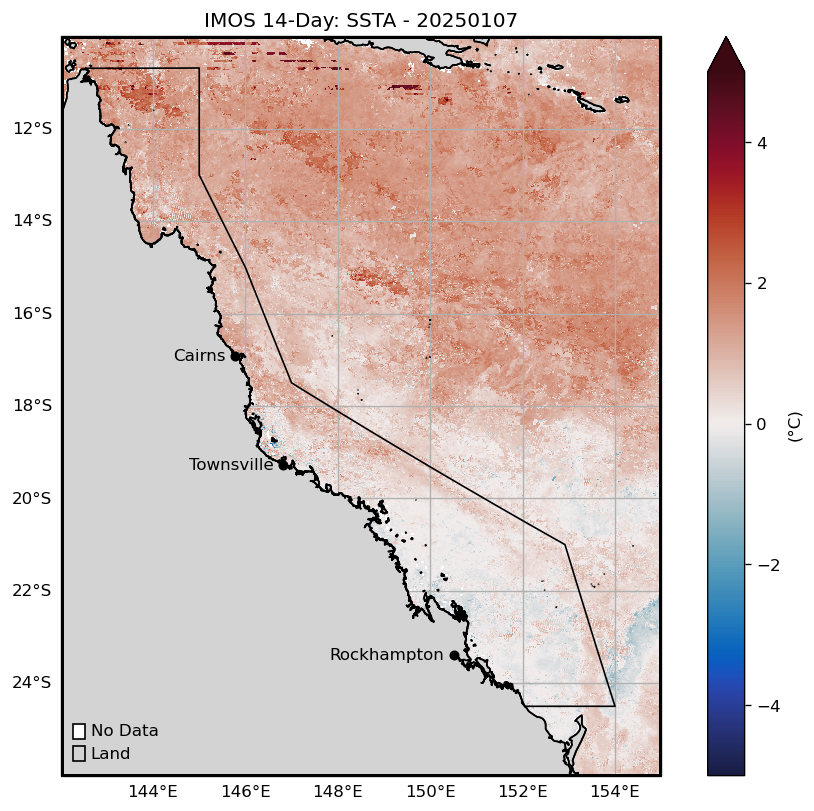 IMOS 14-Day: SSTA - 20250107
12°S
14°S
16°S
18°S
20°S
22°S
24°S
Cairns
Townsville
Rockhampton
No Data
Land
144°E 146°E 148°E 150°E 152°E 154°E
4
2
0
−2
−4
(°C)